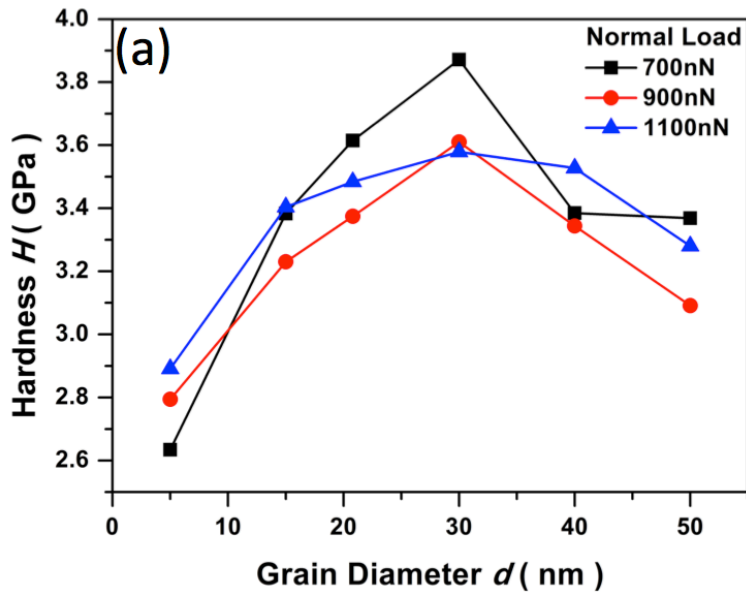 (a)
Normal Load
700nN
900nN
1100nN
Hardness H ( GPa)
4.0
3.8
3.6
3.4
3.2
3.0
2.8
2.6
0 10 20 30 40 50
Grain Diameter d ( nm )